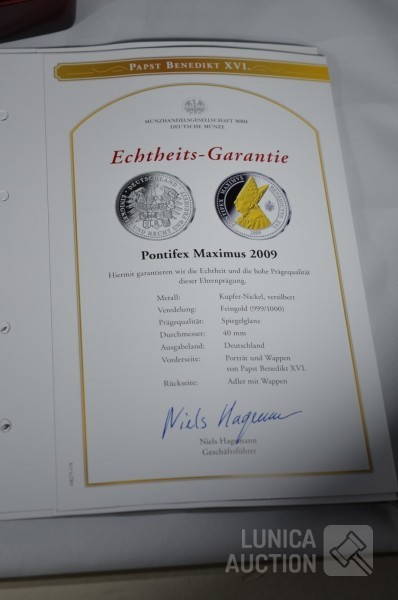 PAPST BENEDIKT XVI.
MÜNZHANDELSGESELLSCHAFT MBH
DEUTSCHE MÜNZE
Echtheits-Garantie
Pontifex Maximus 2009
Hiermit garantieren wir die Echtheit und die hohe Prägequalität
dieser Ehrenprägung.
Metall: Kupfer-Nickel, versilbert
Veredelung: Feingold (999/1000)
Prägequalität: Spiegelglanz
Durchmesser: 40 mm
Ausgabeland: Deutschland
Vorderseite: Porträt und Wappen
von Papst Benedikt XVI.
Rückseite: Adler mit Wappen
Niels Hagemann
Geschäftsführer
LUNICA
AUCTION